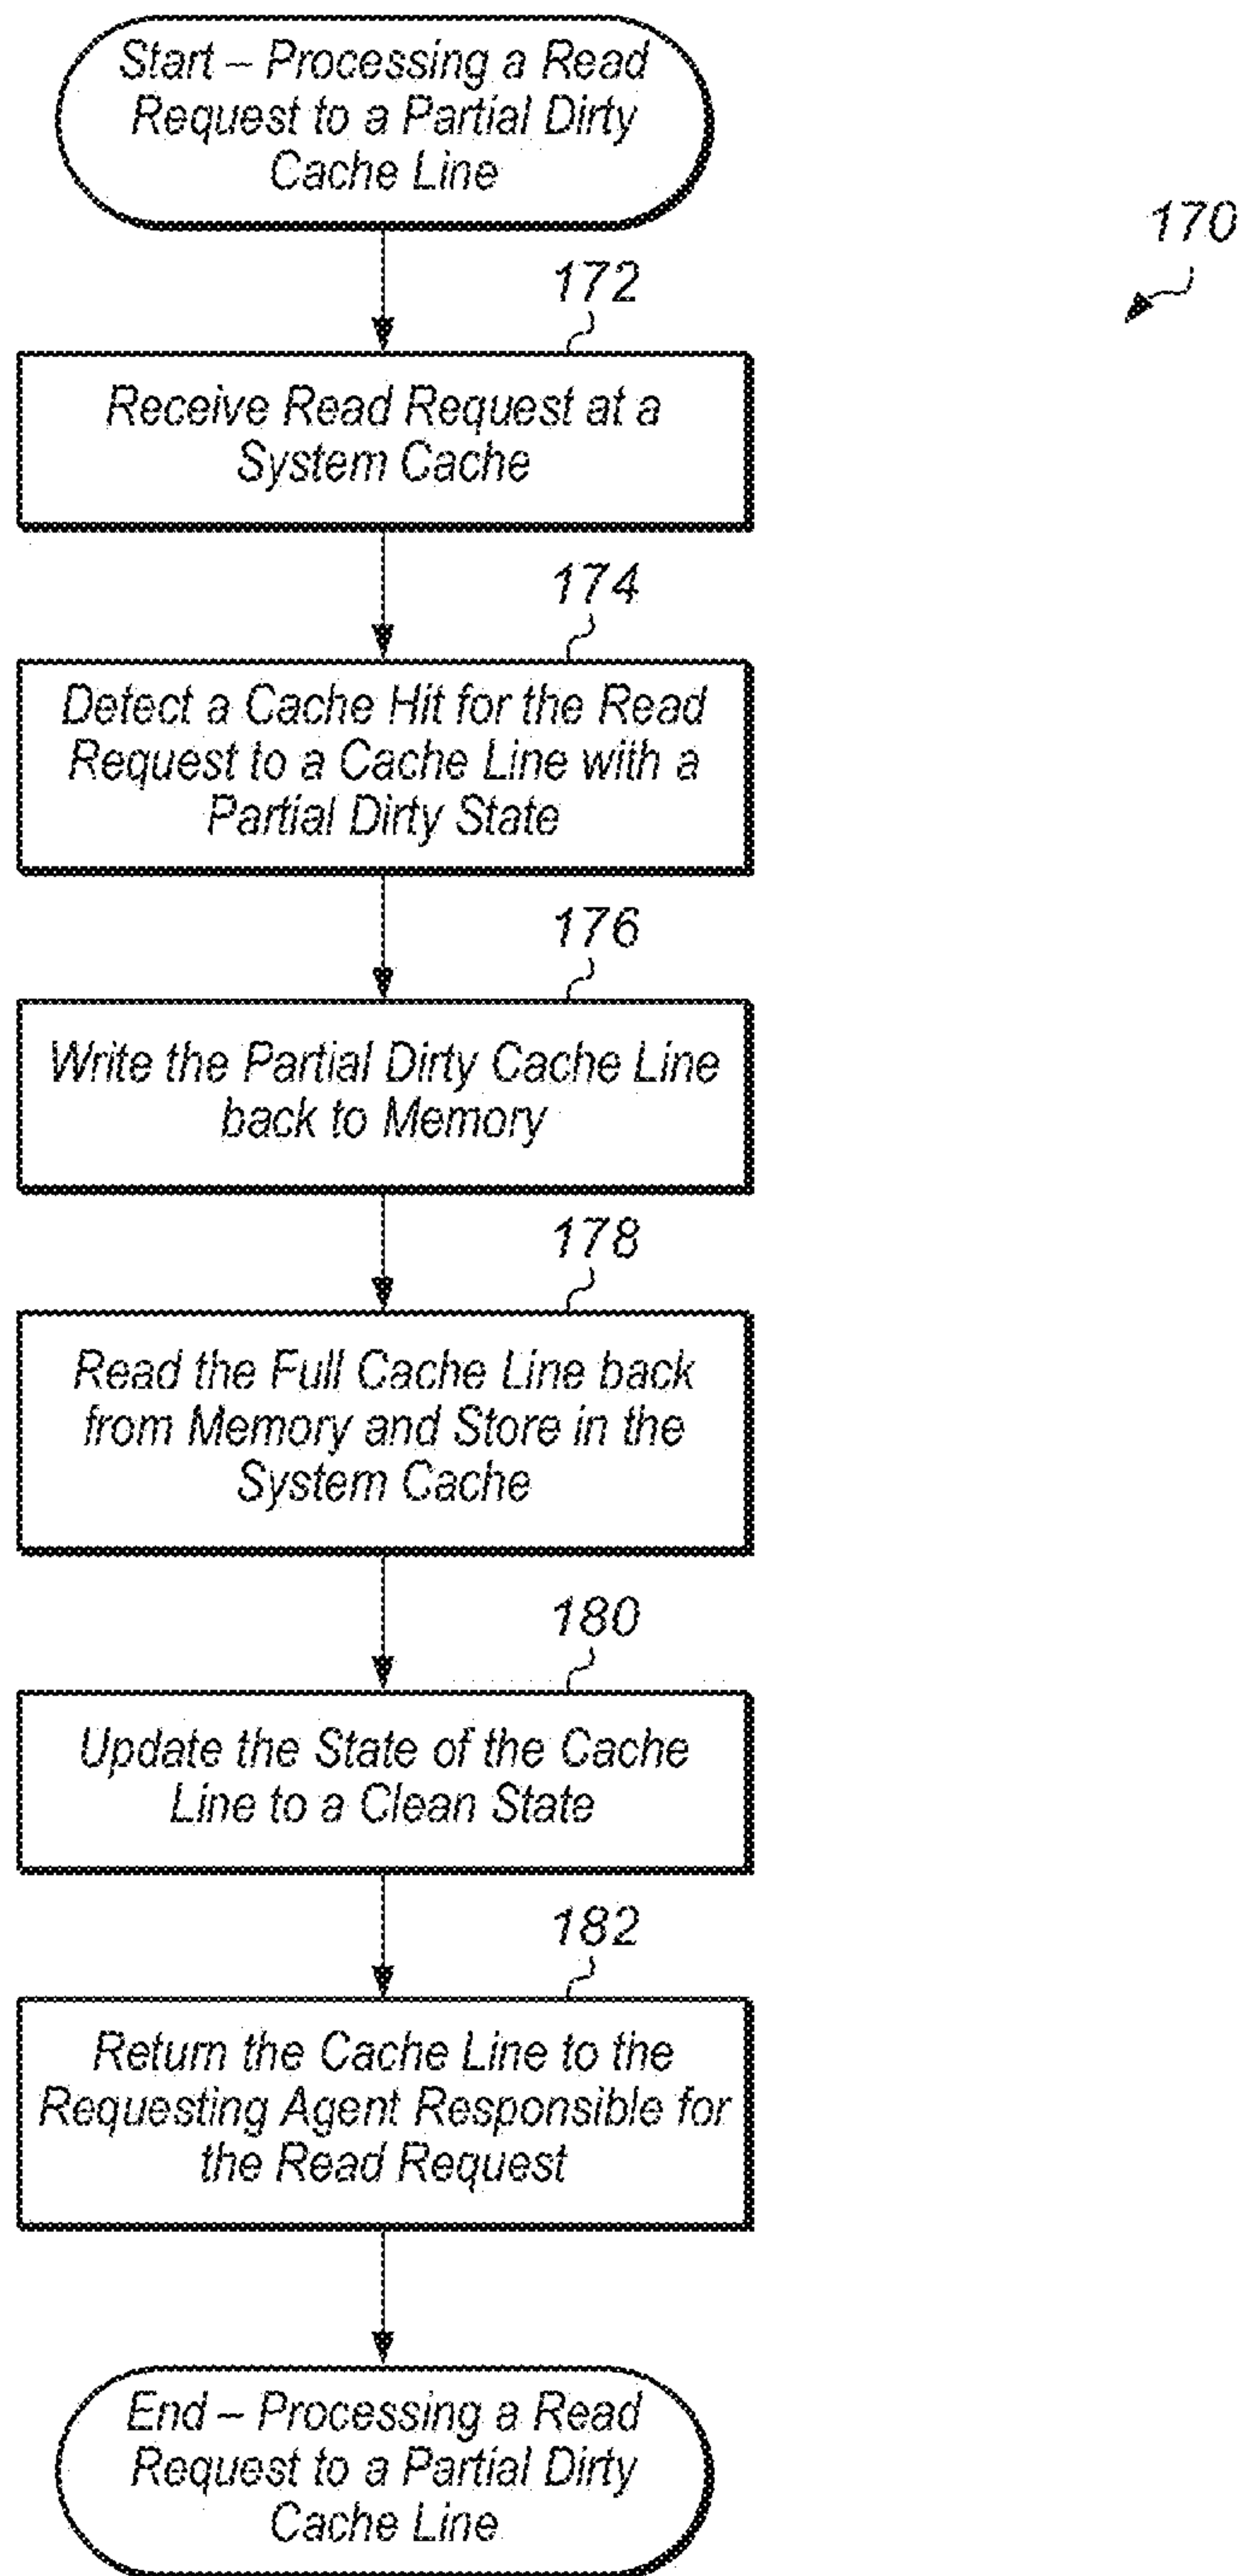 Start – Processing a Read
Request to a Partial Dirty
Cache Line
170
172
Receive Read Request at a
System Cache
174
Detect a Cache Hit for the Read
Request to a Cache Line with a
Partial Dirty State
176
Write the Partial Dirty Cache Line
back to Memory
178
Read the Full Cache Line back
from Memory and Store in the
System Cache
180
Update the State of the Cache
Line to a Clean State
182
Return the Cache Line to the
Requesting Agent Responsible for
the Read Request
End – Processing a Read
Request to a Partial Dirty
Cache Line